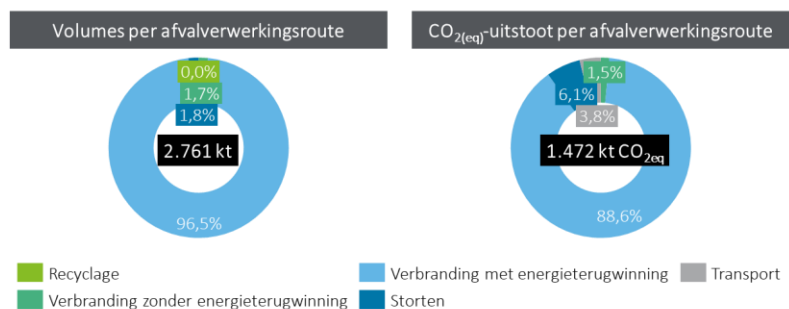 Volumes per afvalverwerkingsroute
CO2(eq)-uitstoot per afvalverwerkingsroute
0,0%
1,7%
1,8%
2.761 kt
96,5%
1,5%
6,1%
3,8%
1.472 kt CO2eq
88,6%
Recyclage
Verbranding met energieterugwinning
Transport
Verbranding zonder energieterugwinning
Storten